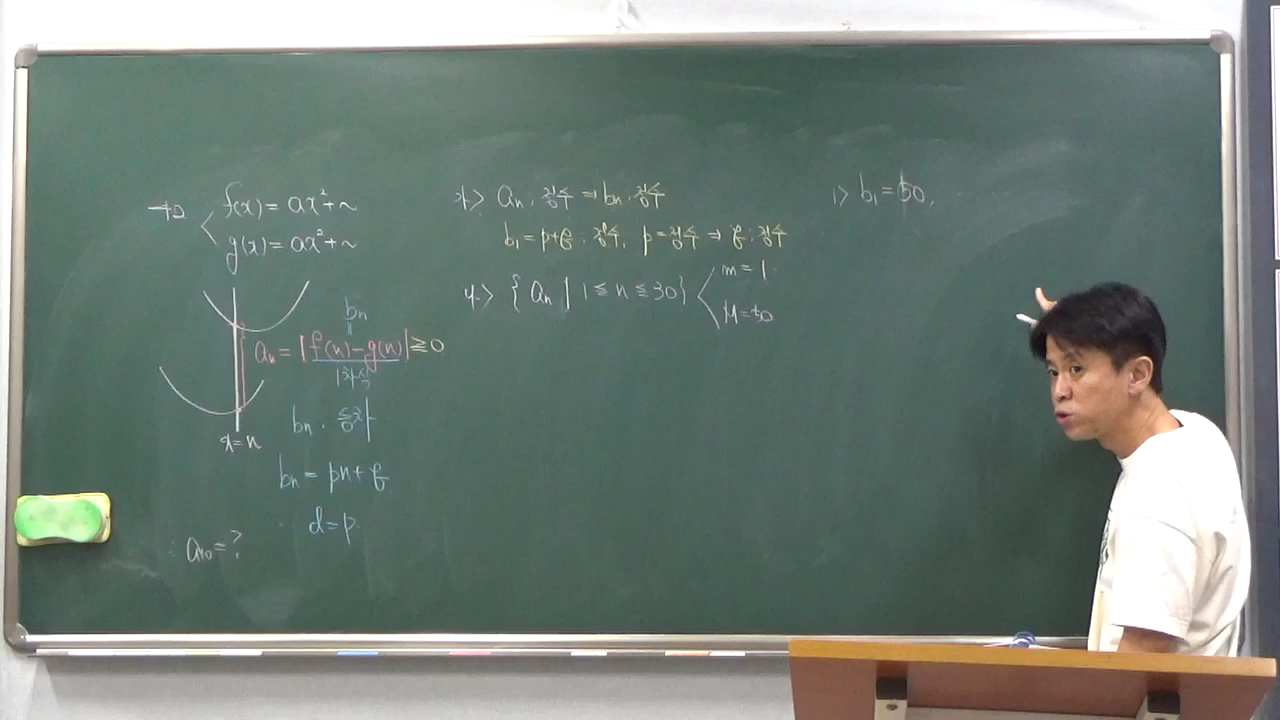 f(x) = ax²+~
g(x) = ax²+~
bn
=
an = |f(n)-g(n)| ≧ 0
1차식
bn : 등차
x=n
bn = pn+q
d=p
a₁₀=?
가> an : 정수 ⇒ bn : 정수
b₁=p+q : 정수, p=정수 ⇒ q : 정수
나> { an | 1 ≦ n ≦ 30}
m=1
M=50
1) b₁=50,